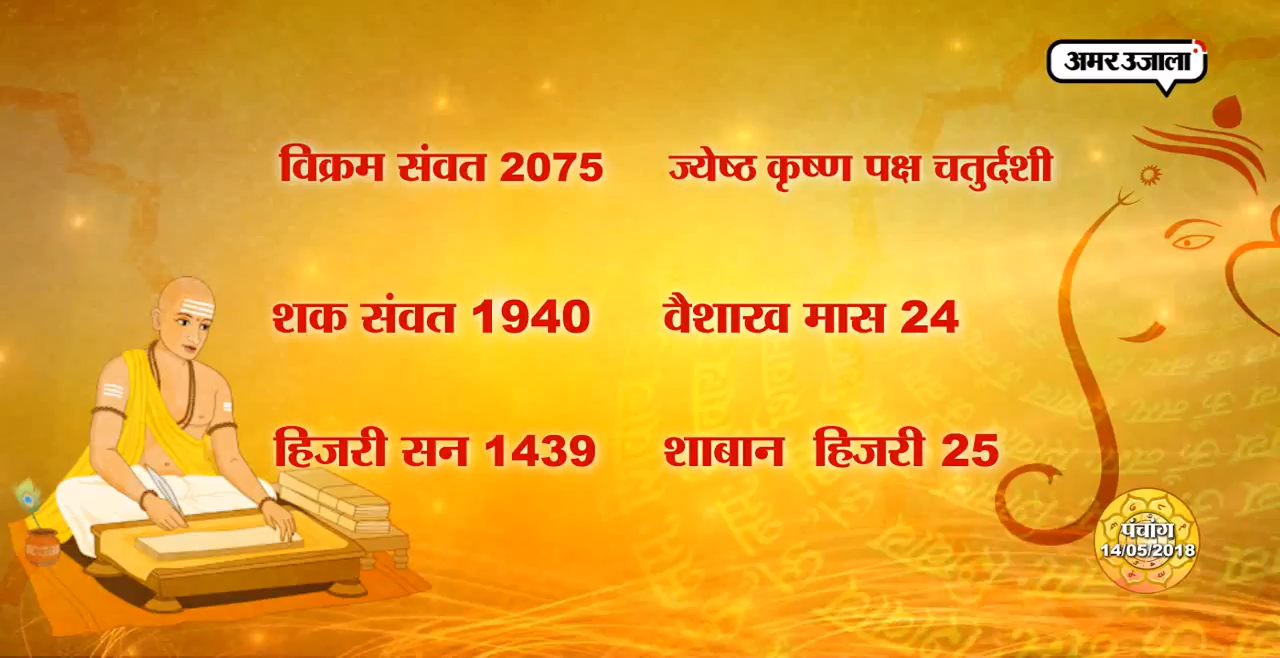 अमर उजाला
विक्रम संवत 2075 ज्येष्ठ कृष्ण पक्ष चतुर्दशी
शक संवत 1940 वैशाख मास 24
हिजरी सन 1439 शाबान हिजरी 25
पंचांग
14/05/2018